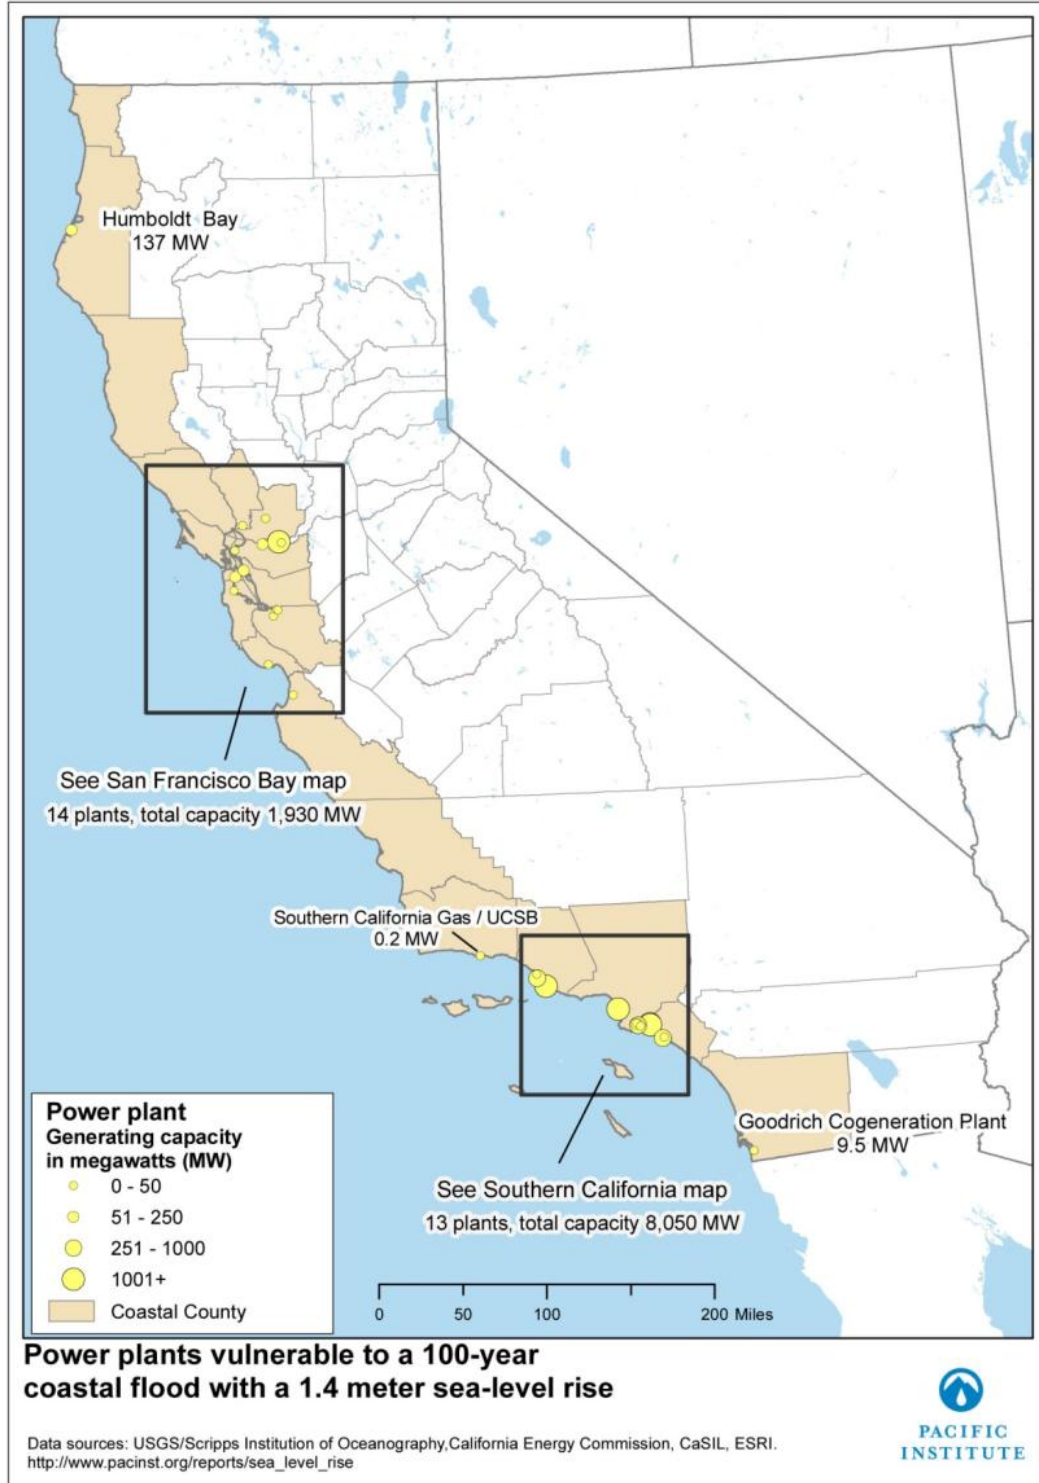 Humboldt Bay
137 MW
See San Francisco Bay map
14 plants, total capacity 1,930 MW
Southern California Gas / UCSB
0.2 MW
Goodrich Cogeneration Plant
9.5 MW
See Southern California map
13 plants, total capacity 8,050 MW
Power plant
Generating capacity
in megawatts (MW)
0 - 50
51 - 250
251 - 1000
1001+
Coastal County
0 50 100 200 Miles
Power plants vulnerable to a 100-year
coastal flood with a 1.4 meter sea-level rise
Data sources: USGS/Scripps Institution of Oceanography,California Energy Commission, CaSIL, ESRI.
http://www.pacinst.org/reports/sea_level_rise
PACIFIC
INSTITUTE